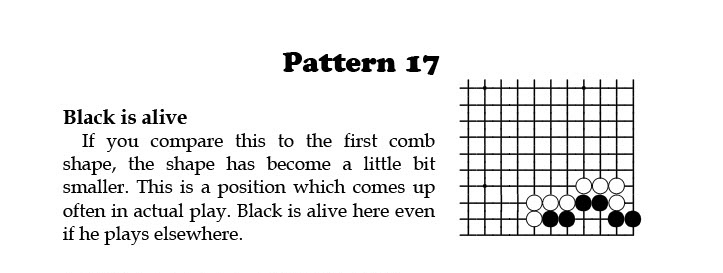 Pattern 17
Black is alive
If you compare this to the first comb
shape, the shape has become a little bit
smaller. This is a position which comes up
often in actual play. Black is alive here even
if he plays elsewhere.